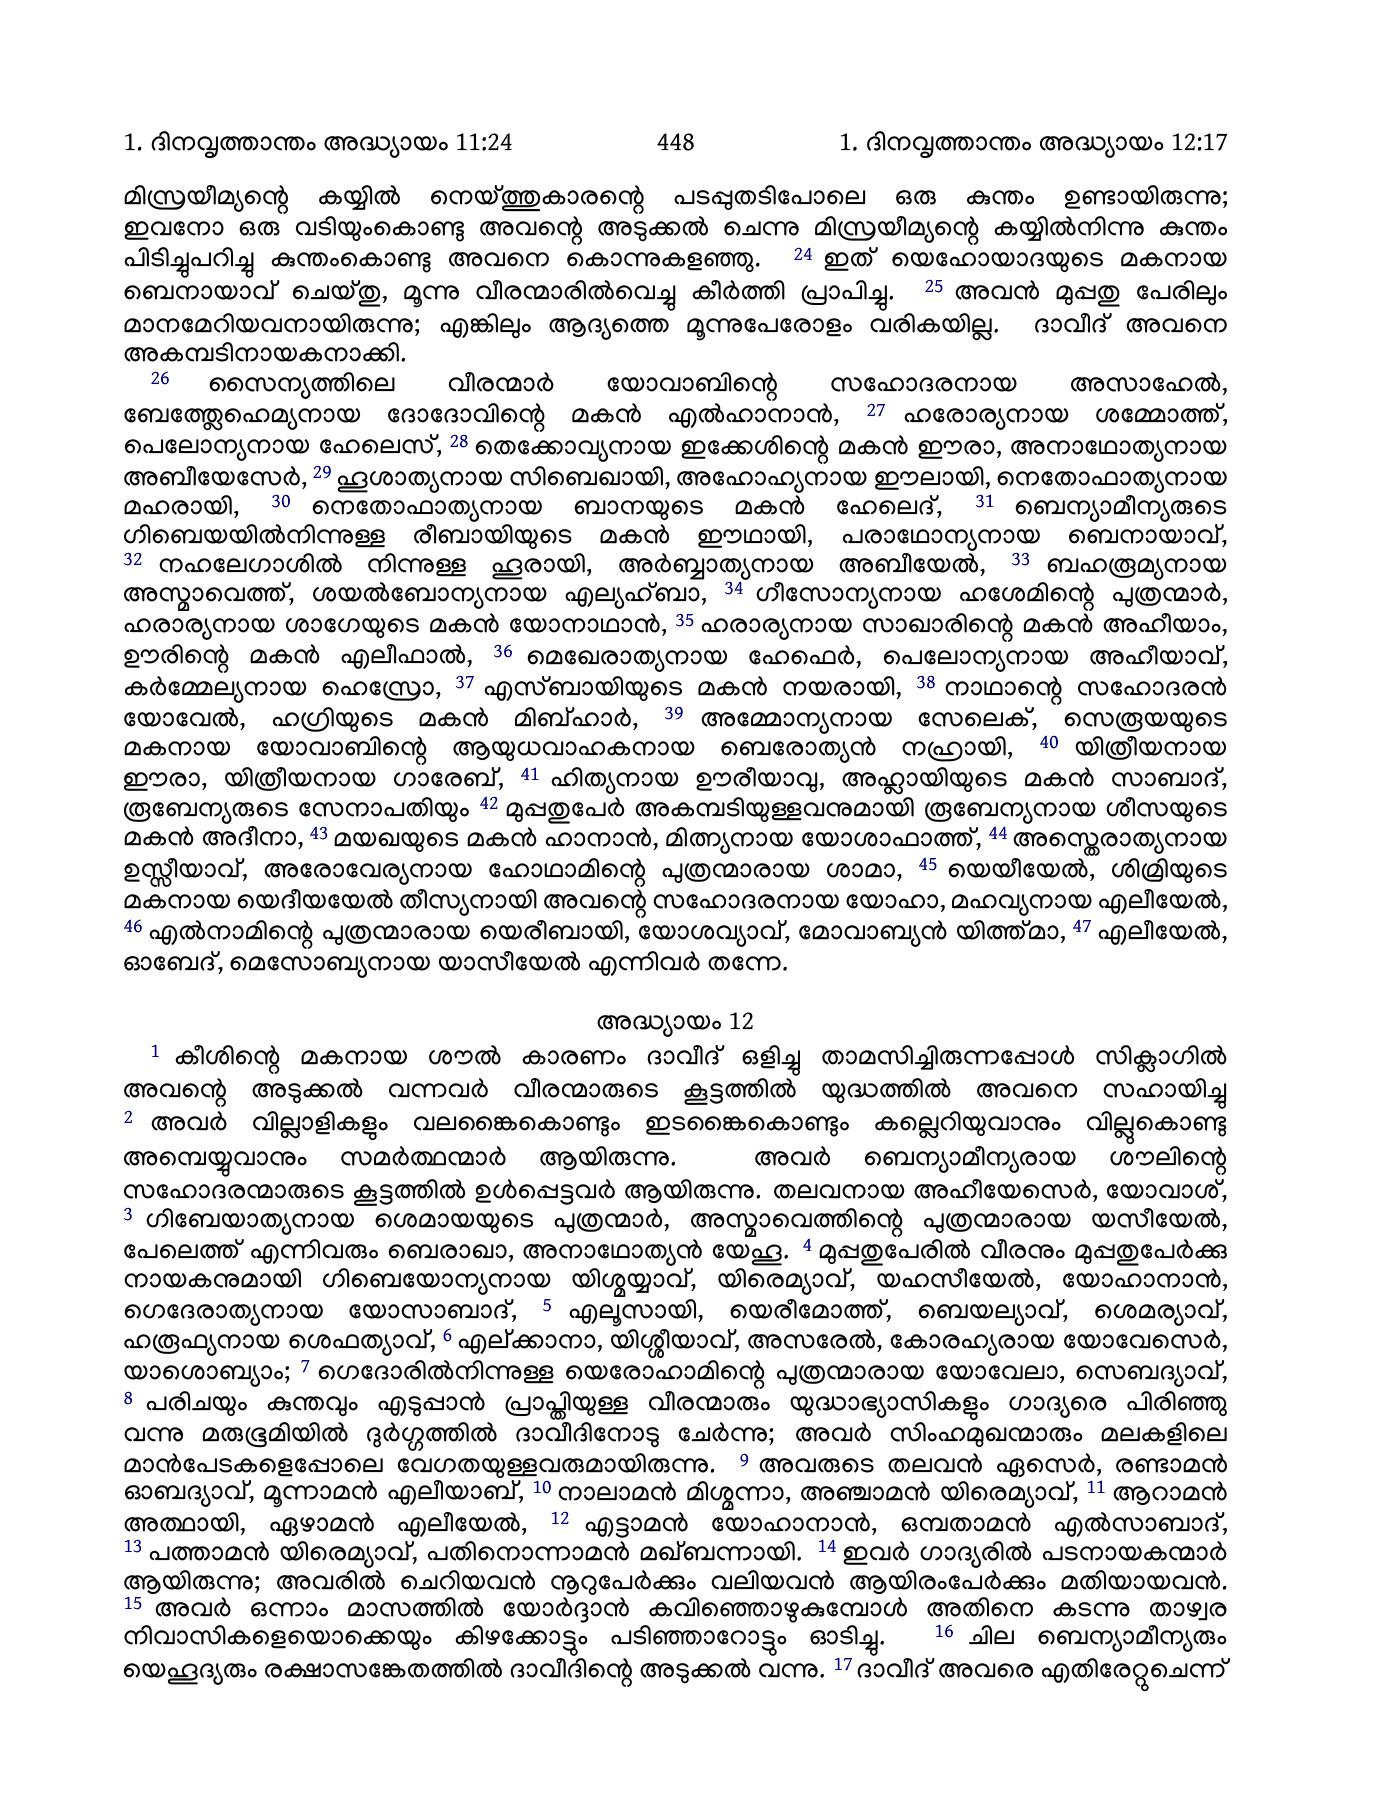 1. ദിനവൃത്താന്തം അദ്ധ്യായം 11:24 448 1. ദിനവൃത്താന്തം അദ്ധ്യായം 12:17
മിസ്രയീമ്യന്റെ കയ്യിൽ നെയ്ത്തുകാരന്റെ പടപ്പുതടിപോലെ ഒരു കുന്തം ഉണ്ടായിരുന്നു;
ഇവനോ ഒരു വടിയുംകൊണ്ടു അവന്റെ അടുക്കൽ ചെന്നു മിസ്രയീമ്യന്റെ കയ്യിൽനിന്നു കുന്തം
പിടിച്ചുപറിച്ചു കുന്തംകൊണ്ടു അവനെ കൊന്നുകളഞ്ഞു. 24 ഇത് യെഹോയാദയുടെ മകനായ
ബെനായാവ് ചെയ്തു, മൂന്നു വീരന്മാരിൽവെച്ചു കീർത്തി പ്രാപിച്ചു. 25 അവൻ മുപ്പതു പേരിലും
മാനമേറിയവനായിരുന്നു; എങ്കിലും ആദ്യത്തെ മൂന്നുപേരോളം വരികയില്ല. ദാവീദ് അവനെ
അകമ്പടിനായകനാക്കി.
26 സൈന്യത്തിലെ വീരന്മാർ യോവാബിന്റെ സഹോദരനായ അസാഹേൽ,
ബേത്ത്ലേഹെമ്യനായ ദോദോവിന്റെ മകൻ എൽഹാനാൻ, 27 ഹരോര്യനായ ശമ്മോത്ത്,
പെലോന്യനായ ഹേലെസ്, 28 തെക്കോവ്യനായ ഇക്കേശിന്റെ മകൻ ഈരാ, അനാഥോത്യനായ
അബീയേസേർ, 29 ഹൂശാത്യനായ സിബെഖായി, അഹോഹ്യനായ ഈലായി, നെതോഫാത്യനായ
മഹരായി, 30 നെതോഫാത്യനായ ബാനയുടെ മകൻ ഹേലെദ്, 31 ബെന്യാമീന്യരുടെ
ഗിബെയയിൽനിന്നുള്ള രീബായിയുടെ മകൻ ഈഥായി, പരാഥോന്യനായ ബെനായാവ്,
32 നഹലേഗാശിൽ നിന്നുള്ള ഹൂരായി, അർബ്ബാത്യനായ അബീയേൽ, 33 ബഹരൂമ്യനായ
അസ്മാവെത്ത്, ശയൽബോന്യനായ എല്യഹ്ബാ, 34 ഗീസോന്യനായ ഹശേമിന്റെ പുത്രന്മാർ,
ഹരാര്യനായ ശാഗേയുടെ മകൻ യോനാഥാൻ, 35 ഹരാര്യനായ സാഖാരിന്റെ മകൻ അഹീയാം,
ഊരിന്റെ മകൻ എലീഫാൽ, 36 മെഖേരാത്യനായ ഹേഫെർ, പെലോന്യനായ അഹീയാവ്,
കർമ്മേല്യനായ ഹെസ്രോ, 37 എസ്ബായിയുടെ മകൻ നയരായി, 38 നാഥാന്റെ സഹോദരൻ
യോവേൽ, ഹഗ്രിയുടെ മകൻ മിബ്ഹാർ, 39 അമ്മോന്യനായ സേലെക്, സെരൂയയുടെ
മകനായ യോവാബിന്റെ ആയുധവാഹകനായ ബെരോത്യൻ നഹ്രായി, 40 യിത്രീയനായ
ഈരാ, യിത്രീയനായ ഗാരേബ്, 41 ഹിത്യനായ ഊരീയാവു, അഹ്ലായിയുടെ മകൻ സാബാദ്,
രൂബേന്യരുടെ സേനാപതിയും 42 മുപ്പതുപേർ അകമ്പടിയുള്ളവനുമായി രൂബേന്യനായ ശീസയുടെ
മകൻ അദീനാ, 43 മയഖയുടെ മകൻ ഹാനാൻ, മിത്ന്യനായ യോശാഫാത്ത്, 44 അസ്തെരാത്യനായ
ഉസ്സീയാവ്, അരോവേര്യനായ ഹോഥാമിന്റെ പുത്രന്മാരായ ശാമാ, 45 യെയീയേൽ, ശിമ്രിയുടെ
മകനായ യെദീയയേൽ തീസ്യനായി അവന്റെ സഹോദരനായ യോഹാ, മഹവ്യനായ എലീയേൽ,
46 എൽനാമിന്റെ പുത്രന്മാരായ യെരീബായി, യോശവ്യാവ്, മോവാബ്യൻ യിത്ത്മാ, 47 എലീയേൽ,
ഓബേദ്, മെസോബ്യനായ യാസീയേൽ എന്നിവർ തന്നേ.
അദ്ധ്യായം 12
1 കീശിന്റെ മകനായ ശൗൽ കാരണം ദാവീദ് ഒളിച്ചു താമസിച്ചിരുന്നപ്പോൾ സിക്ലാഗിൽ
അവന്റെ അടുക്കൽ വന്നവർ വീരന്മാരുടെ കൂട്ടത്തിൽ യുദ്ധത്തിൽ അവനെ സഹായിച്ചു
2 അവർ വില്ലാളികളും വലങ്കൈകൊണ്ടും ഇടങ്കൈകൊണ്ടും കല്ലെറിയുവാനും വില്ലുകൊണ്ടു
അമ്പെയ്യുവാനും സമർത്ഥന്മാർ ആയിരുന്നു. അവർ ബെന്യാമീന്യരായ ശൗലിന്റെ
സഹോദരന്മാരുടെ കൂട്ടത്തിൽ ഉൾപ്പെട്ടവർ ആയിരുന്നു. തലവനായ അഹീയേസെർ, യോവാശ്,
3 ഗിബേയാത്യനായ ശെമായയുടെ പുത്രന്മാർ, അസ്മാവെത്തിന്റെ പുത്രന്മാരായ യസീയേൽ,
പേലെത്ത് എന്നിവരും ബെരാഖാ, അനാഥോത്യൻ യേഹൂ. 4 മുപ്പതുപേരിൽ വീരനും മുപ്പതുപേർക്കു
നായകനുമായി ഗിബെയോന്യനായ യിശ്മയ്യാവ്, യിരെമ്യാവ്, യഹസീയേൽ, യോഹാനാൻ,
ഗെദേരാത്യനായ യോസാബാദ്, 5 എലൂസായി, യെരീമോത്ത്, ബെയല്യാവ്, ശെമര്യാവ്,
ഹരൂഫ്യനായ ശെഫത്യാവ്, 6 എല്ക്കാനാ, യിശ്ശീയാവ്, അസരേൽ, കോരഹ്യരായ യോവേസെർ,
യാശൊബ്യാം; 7 ഗെദോരിൽനിന്നുള്ള യെരോഹാമിന്റെ പുത്രന്മാരായ യോവേലാ, സെബദ്യാവ്,
8 പരിചയും കുന്തവും എടുപ്പാൻ പ്രാപ്തിയുള്ള വീരന്മാരും യുദ്ധാഭ്യാസികളും ഗാദ്യരെ പിരിഞ്ഞു
വന്നു മരുഭൂമിയിൽ ദുർഗ്ഗത്തിൽ ദാവീദിനോടു ചേർന്നു; അവർ സിംഹമുഖന്മാരും മലകളിലെ
മാൻപേടകളെപ്പോലെ വേഗതയുള്ളവരുമായിരുന്നു. 9 അവരുടെ തലവൻ ഏസെർ, രണ്ടാമൻ
ഓബദ്യാവ്, മൂന്നാമൻ എലീയാബ്, 10 നാലാമൻ മിശ്മന്നാ, അഞ്ചാമൻ യിരെമ്യാവ്, 11 ആറാമൻ
അത്ഥായി, ഏഴാമൻ എലീയേൽ, 12 എട്ടാമൻ യോഹാനാൻ, ഒമ്പതാമൻ എൽസാബാദ്,
13 പത്താമൻ യിരെമ്യാവ്, പതിനൊന്നാമൻ മഖ്ബന്നായി. 14 ഇവർ ഗാദ്യരിൽ പടനായകന്മാർ
ആയിരുന്നു; അവരിൽ ചെറിയവൻ നൂറുപേർക്കും വലിയവൻ ആയിരംപേർക്കും മതിയായവൻ.
15 അവർ ഒന്നാം മാസത്തിൽ യോർദ്ദാൻ കവിഞ്ഞൊഴുകുമ്പോൾ അതിനെ കടന്നു താഴ്വര
നിവാസികളെയൊക്കെയും കിഴക്കോട്ടും പടിഞ്ഞാറോട്ടും ഓടിച്ചു. 16 ചില ബെന്യാമീന്യരും
യെഹൂദ്യരും രക്ഷാസങ്കേതത്തിൽ ദാവീദിന്റെ അടുക്കൽ വന്നു. 17 ദാവീദ് അവരെ എതിരേറ്റുചെന്ന്